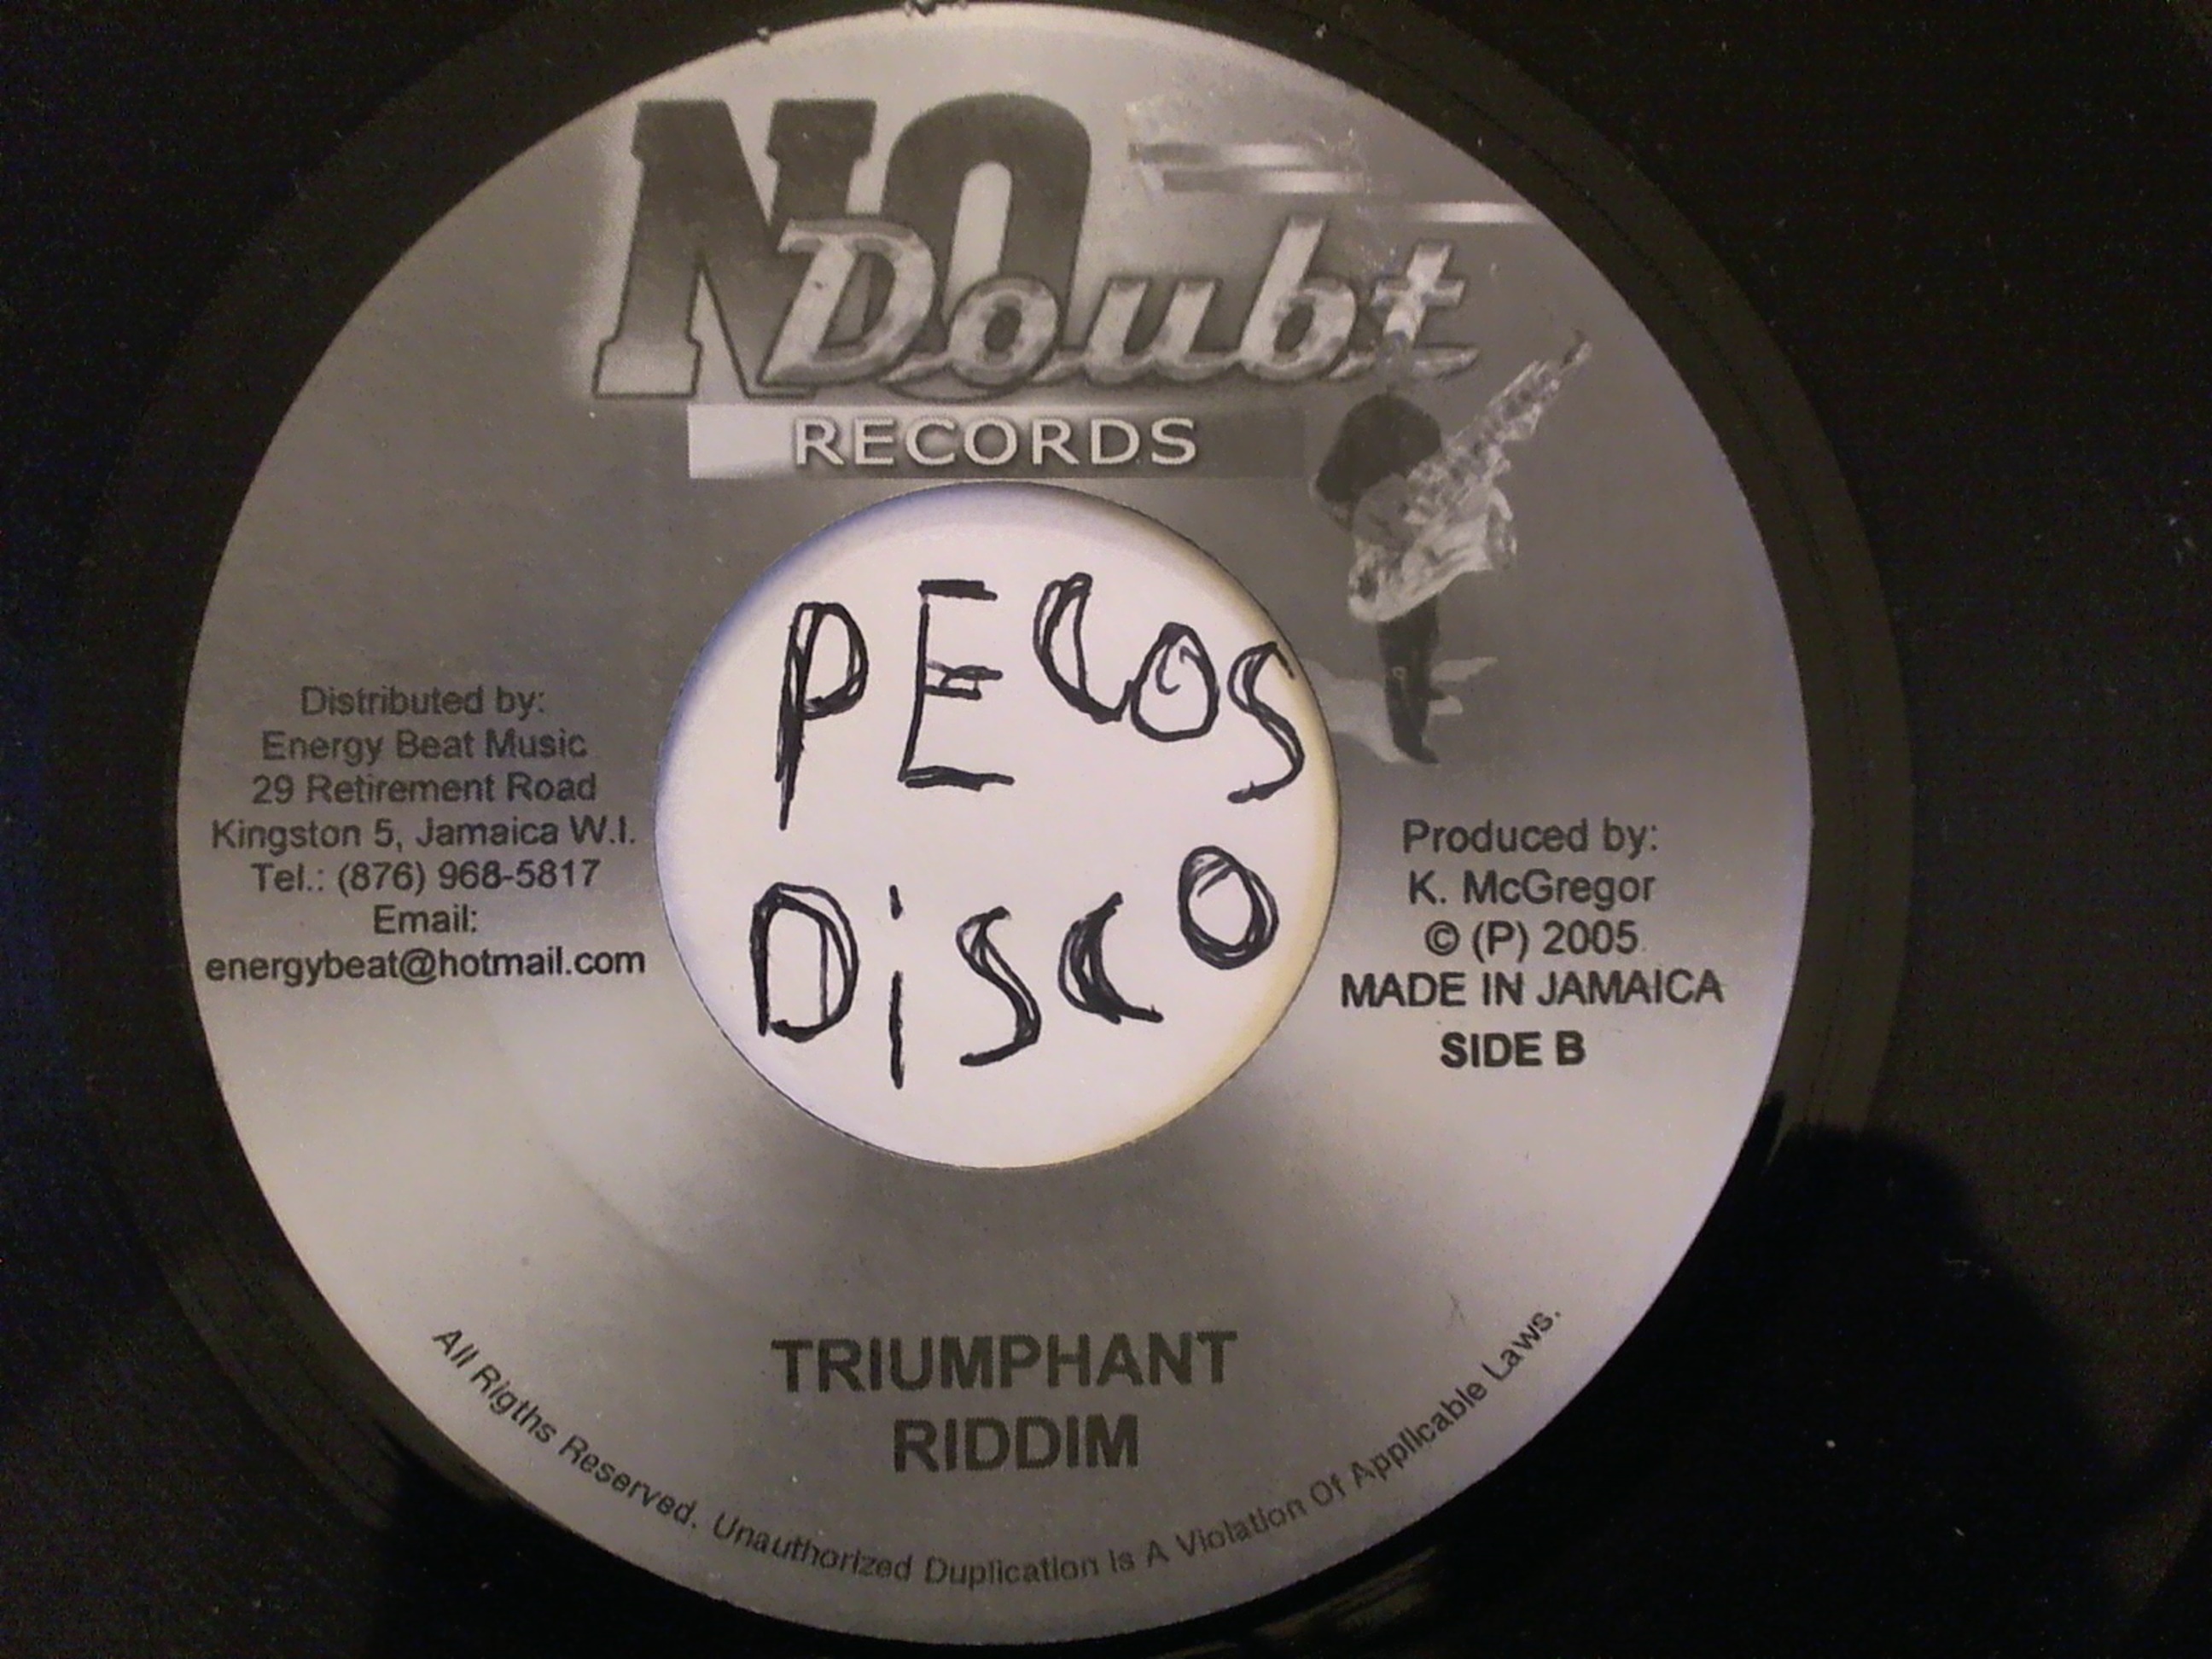 NO
Doubt
RECORDS
PECOS
DiSCO
Distributed by:
Energy Beat Music
29 Retirement Road
Kingston 5, Jamaica W.I.
Tel.: (876) 968-5817
Email:
energybeat@hotmail.com
Produced by:
K. McGregor
© (P) 2005
MADE IN JAMAICA
SIDE B
TRIUMPHANT
RIDDIM
All Rigths Reserved. Unauthorized Duplication Is A Violation Of Applicable Laws.